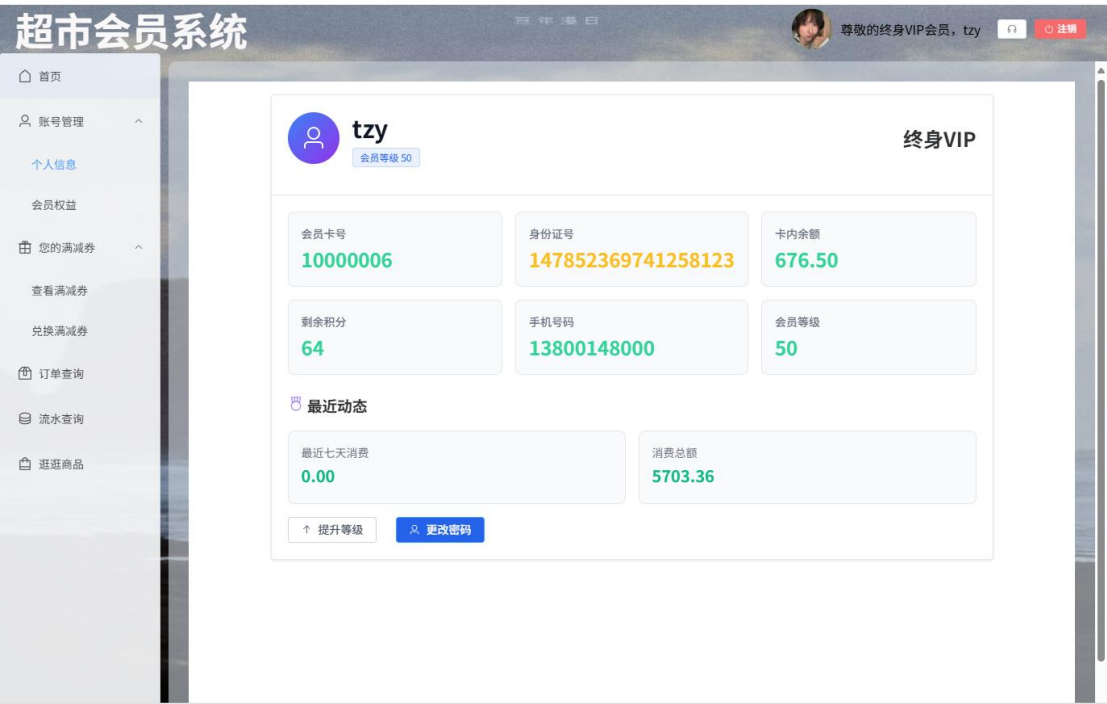 超市会员系统
尊敬的终身VIP会员，tzy
注销
首页
账号管理
个人信息
会员权益
您的满减券
查看满减券
兑换满减券
订单查询
流水查询
逛逛商品
tzy
会员等级 50
终身VIP
会员卡号
10000006
身份证号
147852369741258123
卡内余额
676.50
剩余积分
64
手机号码
13800148000
会员等级
50
最近动态
最近七天消费
0.00
消费总额
5703.36
提升等级
更改密码